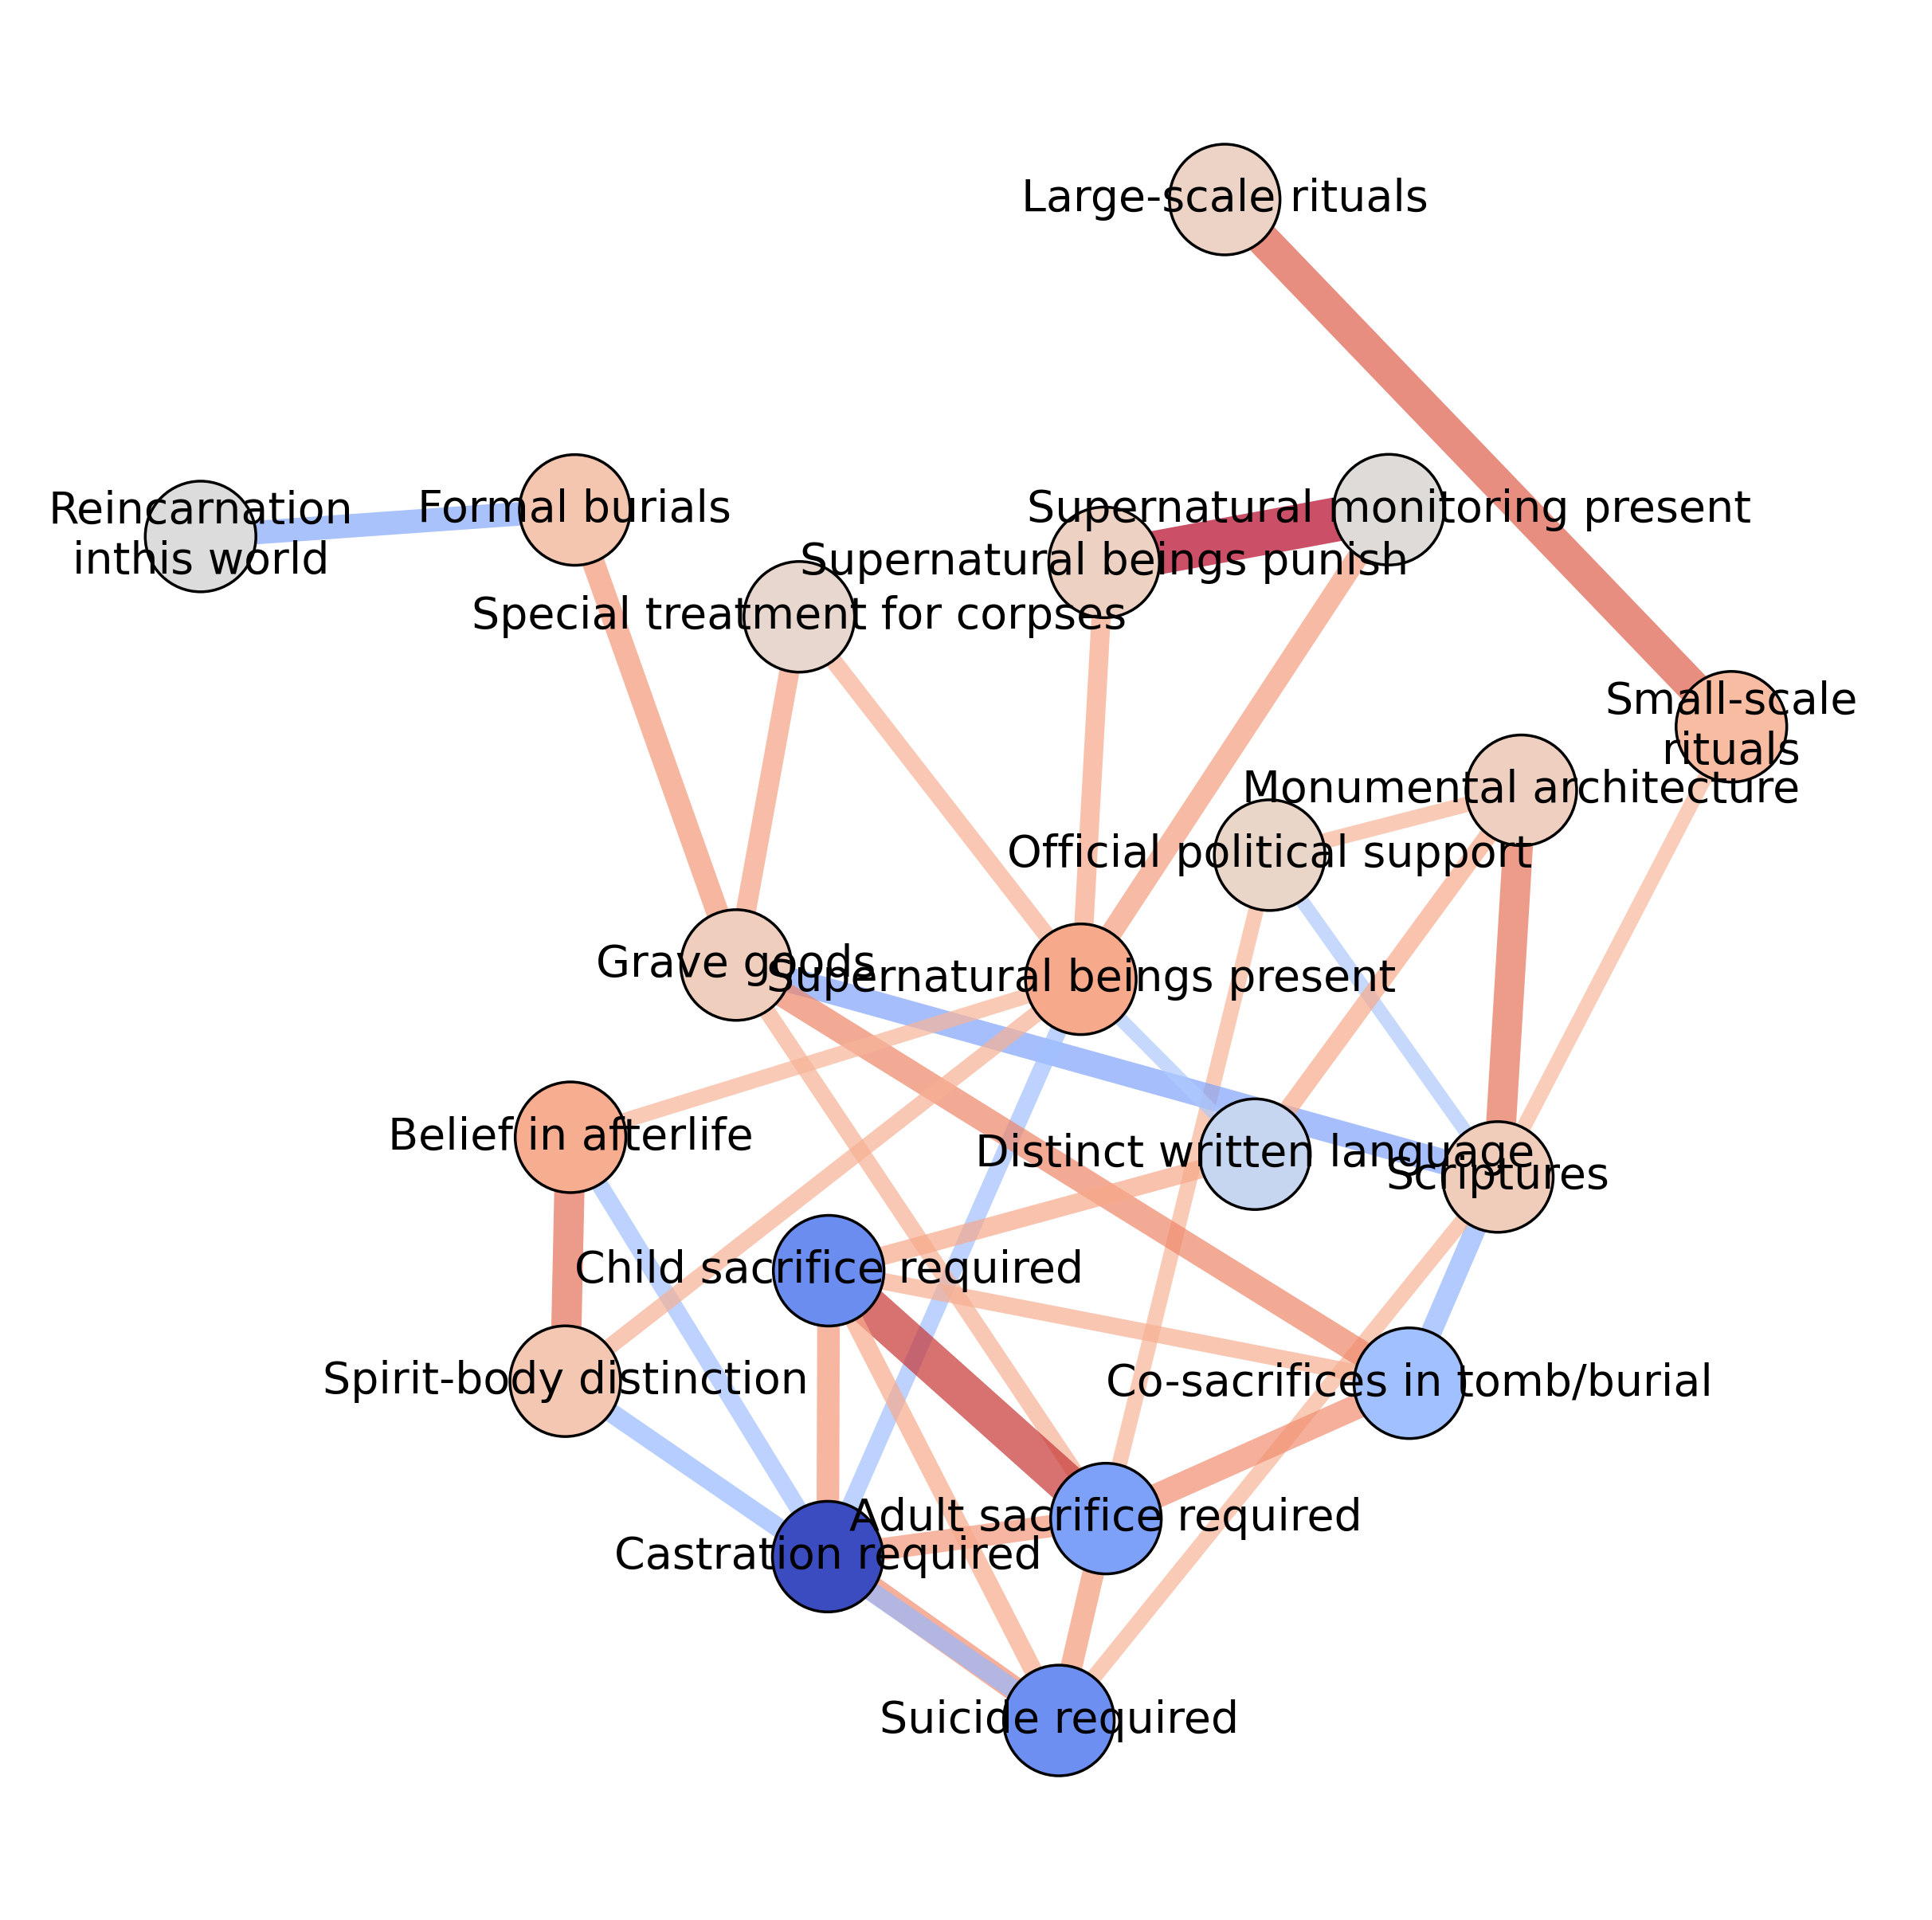 Large-scale rituals
Reincarnation
inthis world
Formal burials
Supernatural monitoring present
Supernatural beings punish
Special treatment for corpses
Small-scale
rituals
Monumental architecture
Official political support
Grave goods
Supernatural beings present
Belief in afterlife
Distinct written language
Scriptures
Child sacrifice required
Spirit-body distinction
Co-sacrifices in tomb/burial
Adult sacrifice required
Castration required
Suicide required